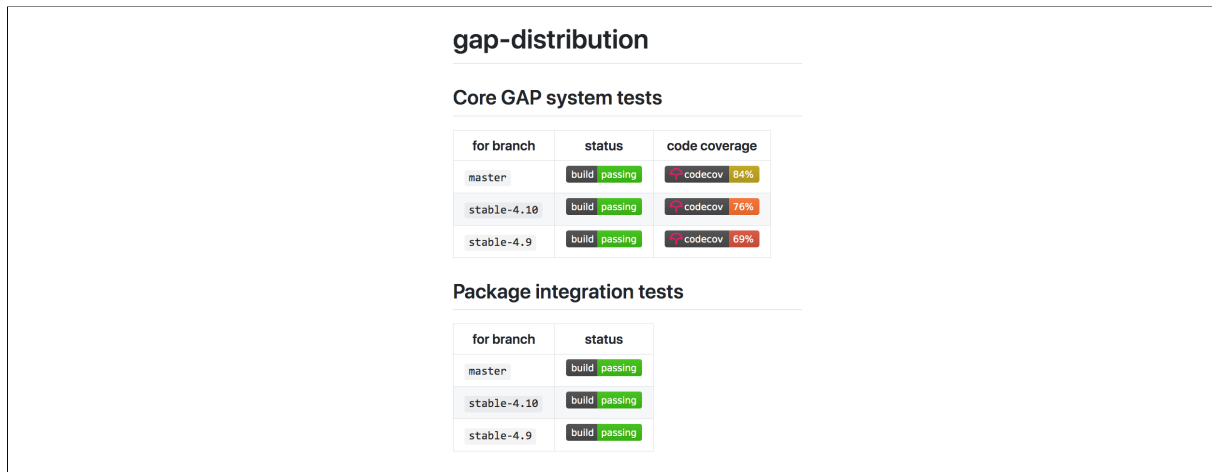 gap-distribution
Core GAP system tests
for branch status code coverage
master build passing codecov 84%
stable-4.10 build passing codecov 76%
stable-4.9 build passing codecov 69%
Package integration tests
for branch status
master build passing
stable-4.10 build passing
stable-4.9 build passing